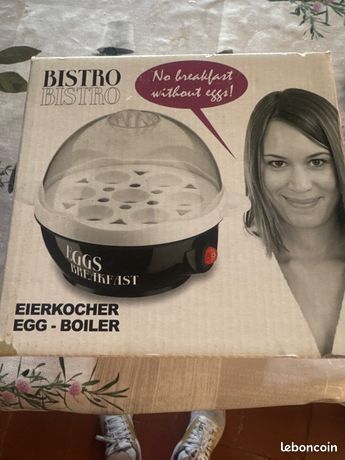 BISTRO
BISTRO
No breakfast
without eggs!
EGGS
BREAKFAST
EIERKOCHER
EGG - BOILER
leboncoin